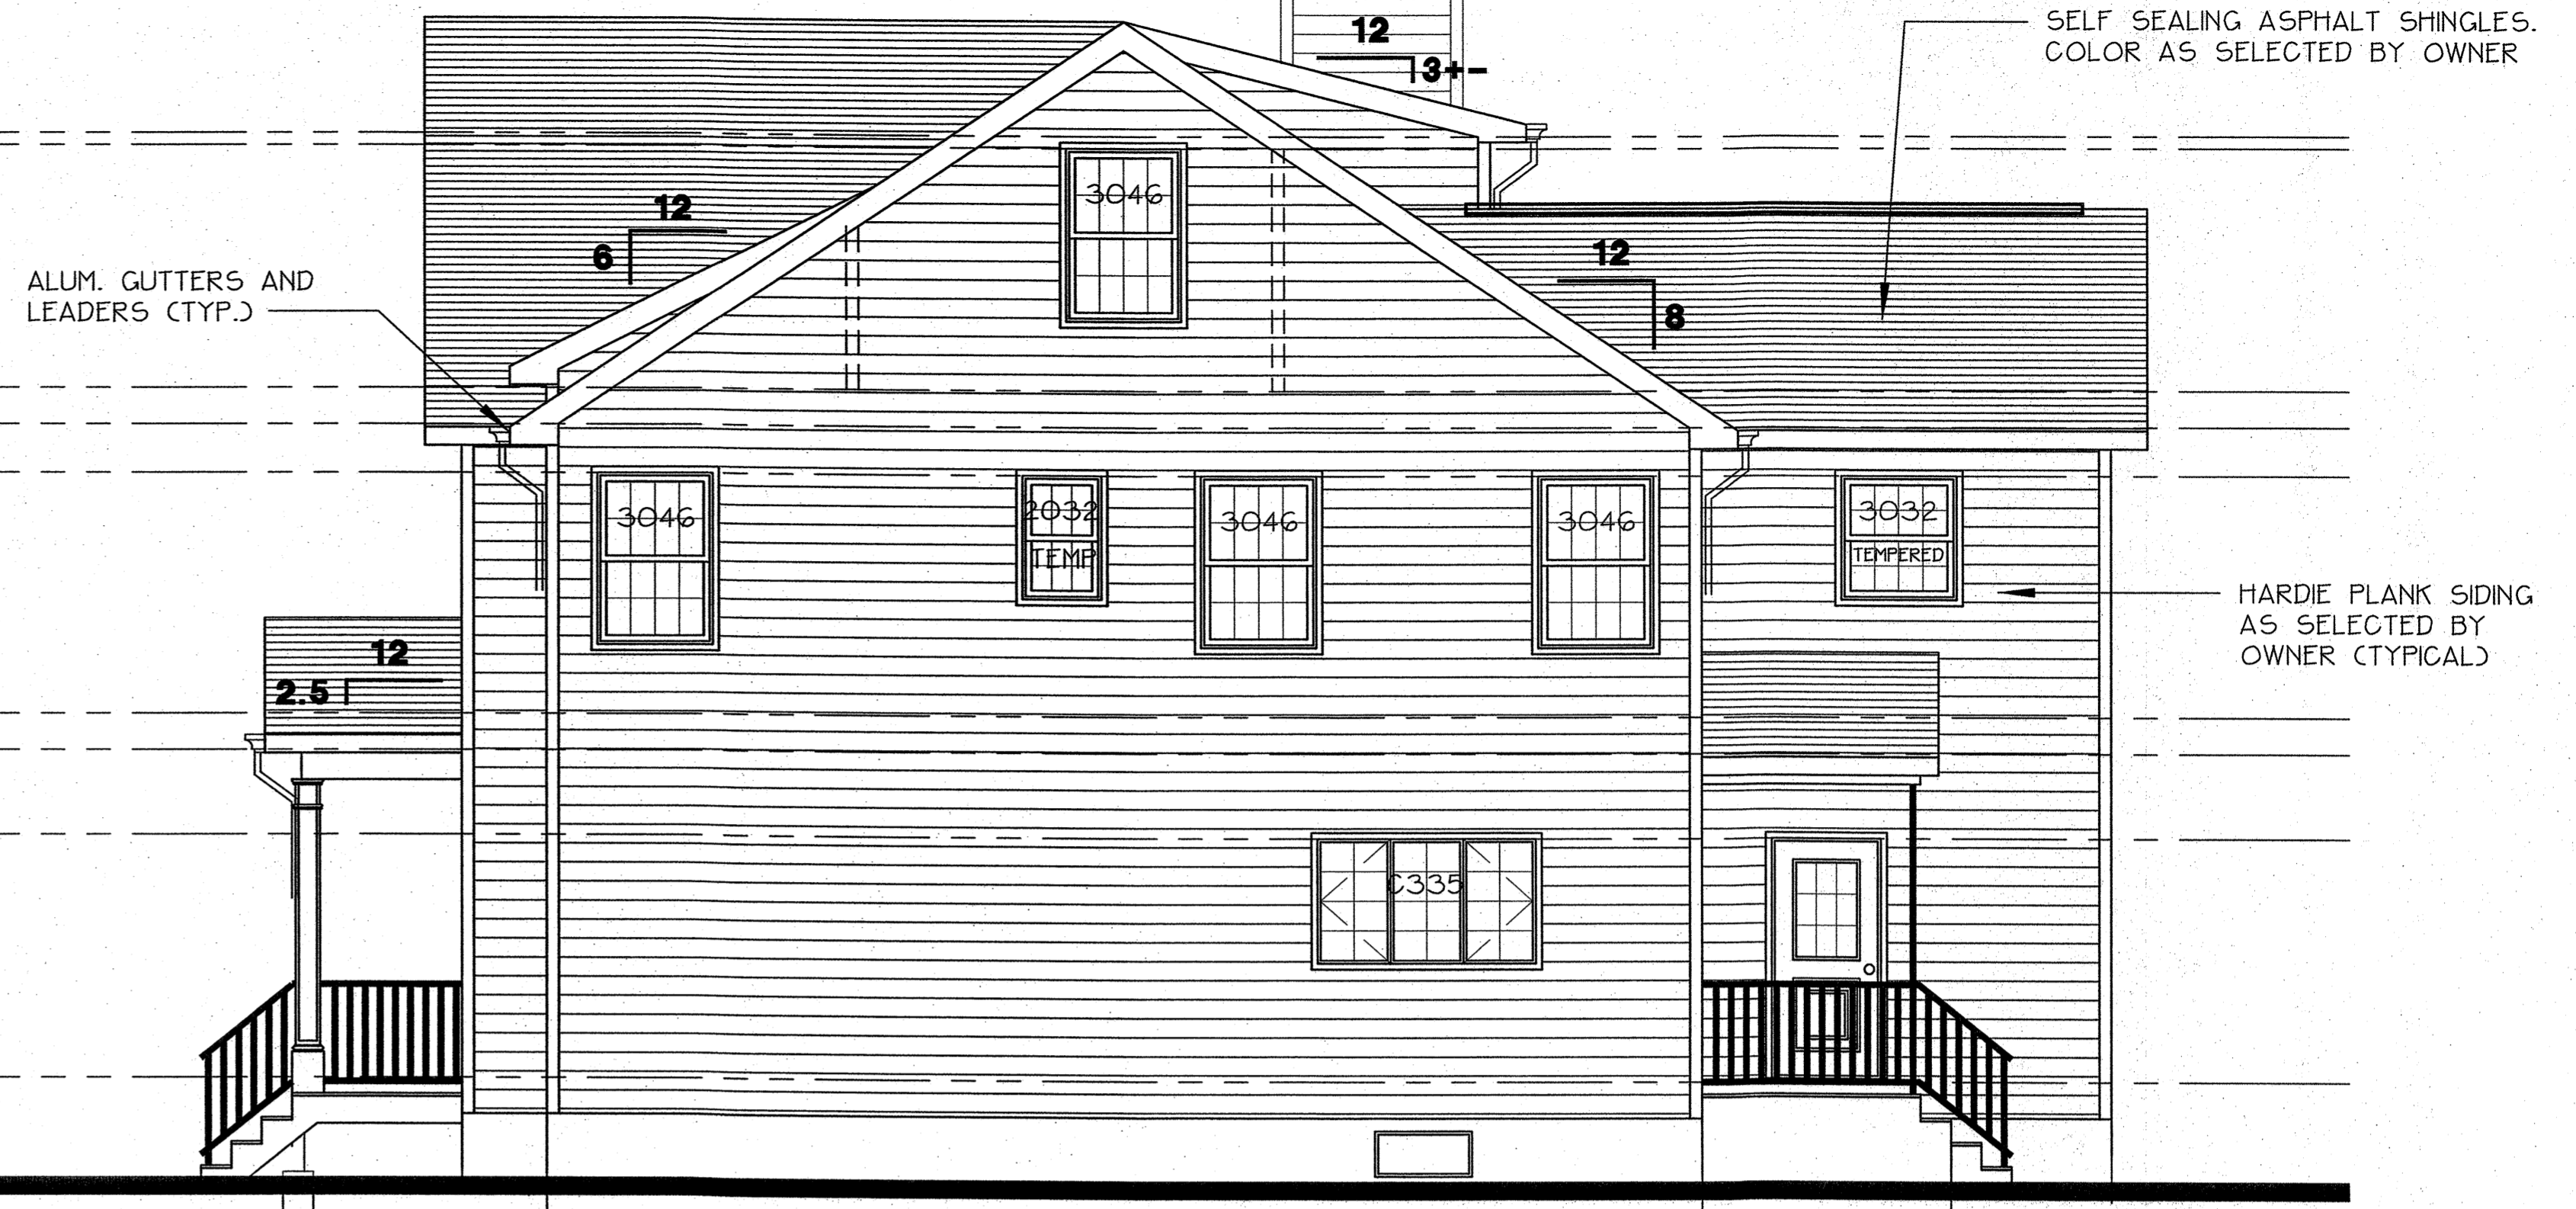 12
3+-
SELF SEALING ASPHALT SHINGLES.
COLOR AS SELECTED BY OWNER
3046
12
6
12
8
ALUM. GUTTERS AND
LEADERS (TYP.)
3046
2032
TEMP
3046
3046
3032
TEMPERED
HARDIE PLANK SIDING
AS SELECTED BY
OWNER (TYPICAL)
12
2.5
C335